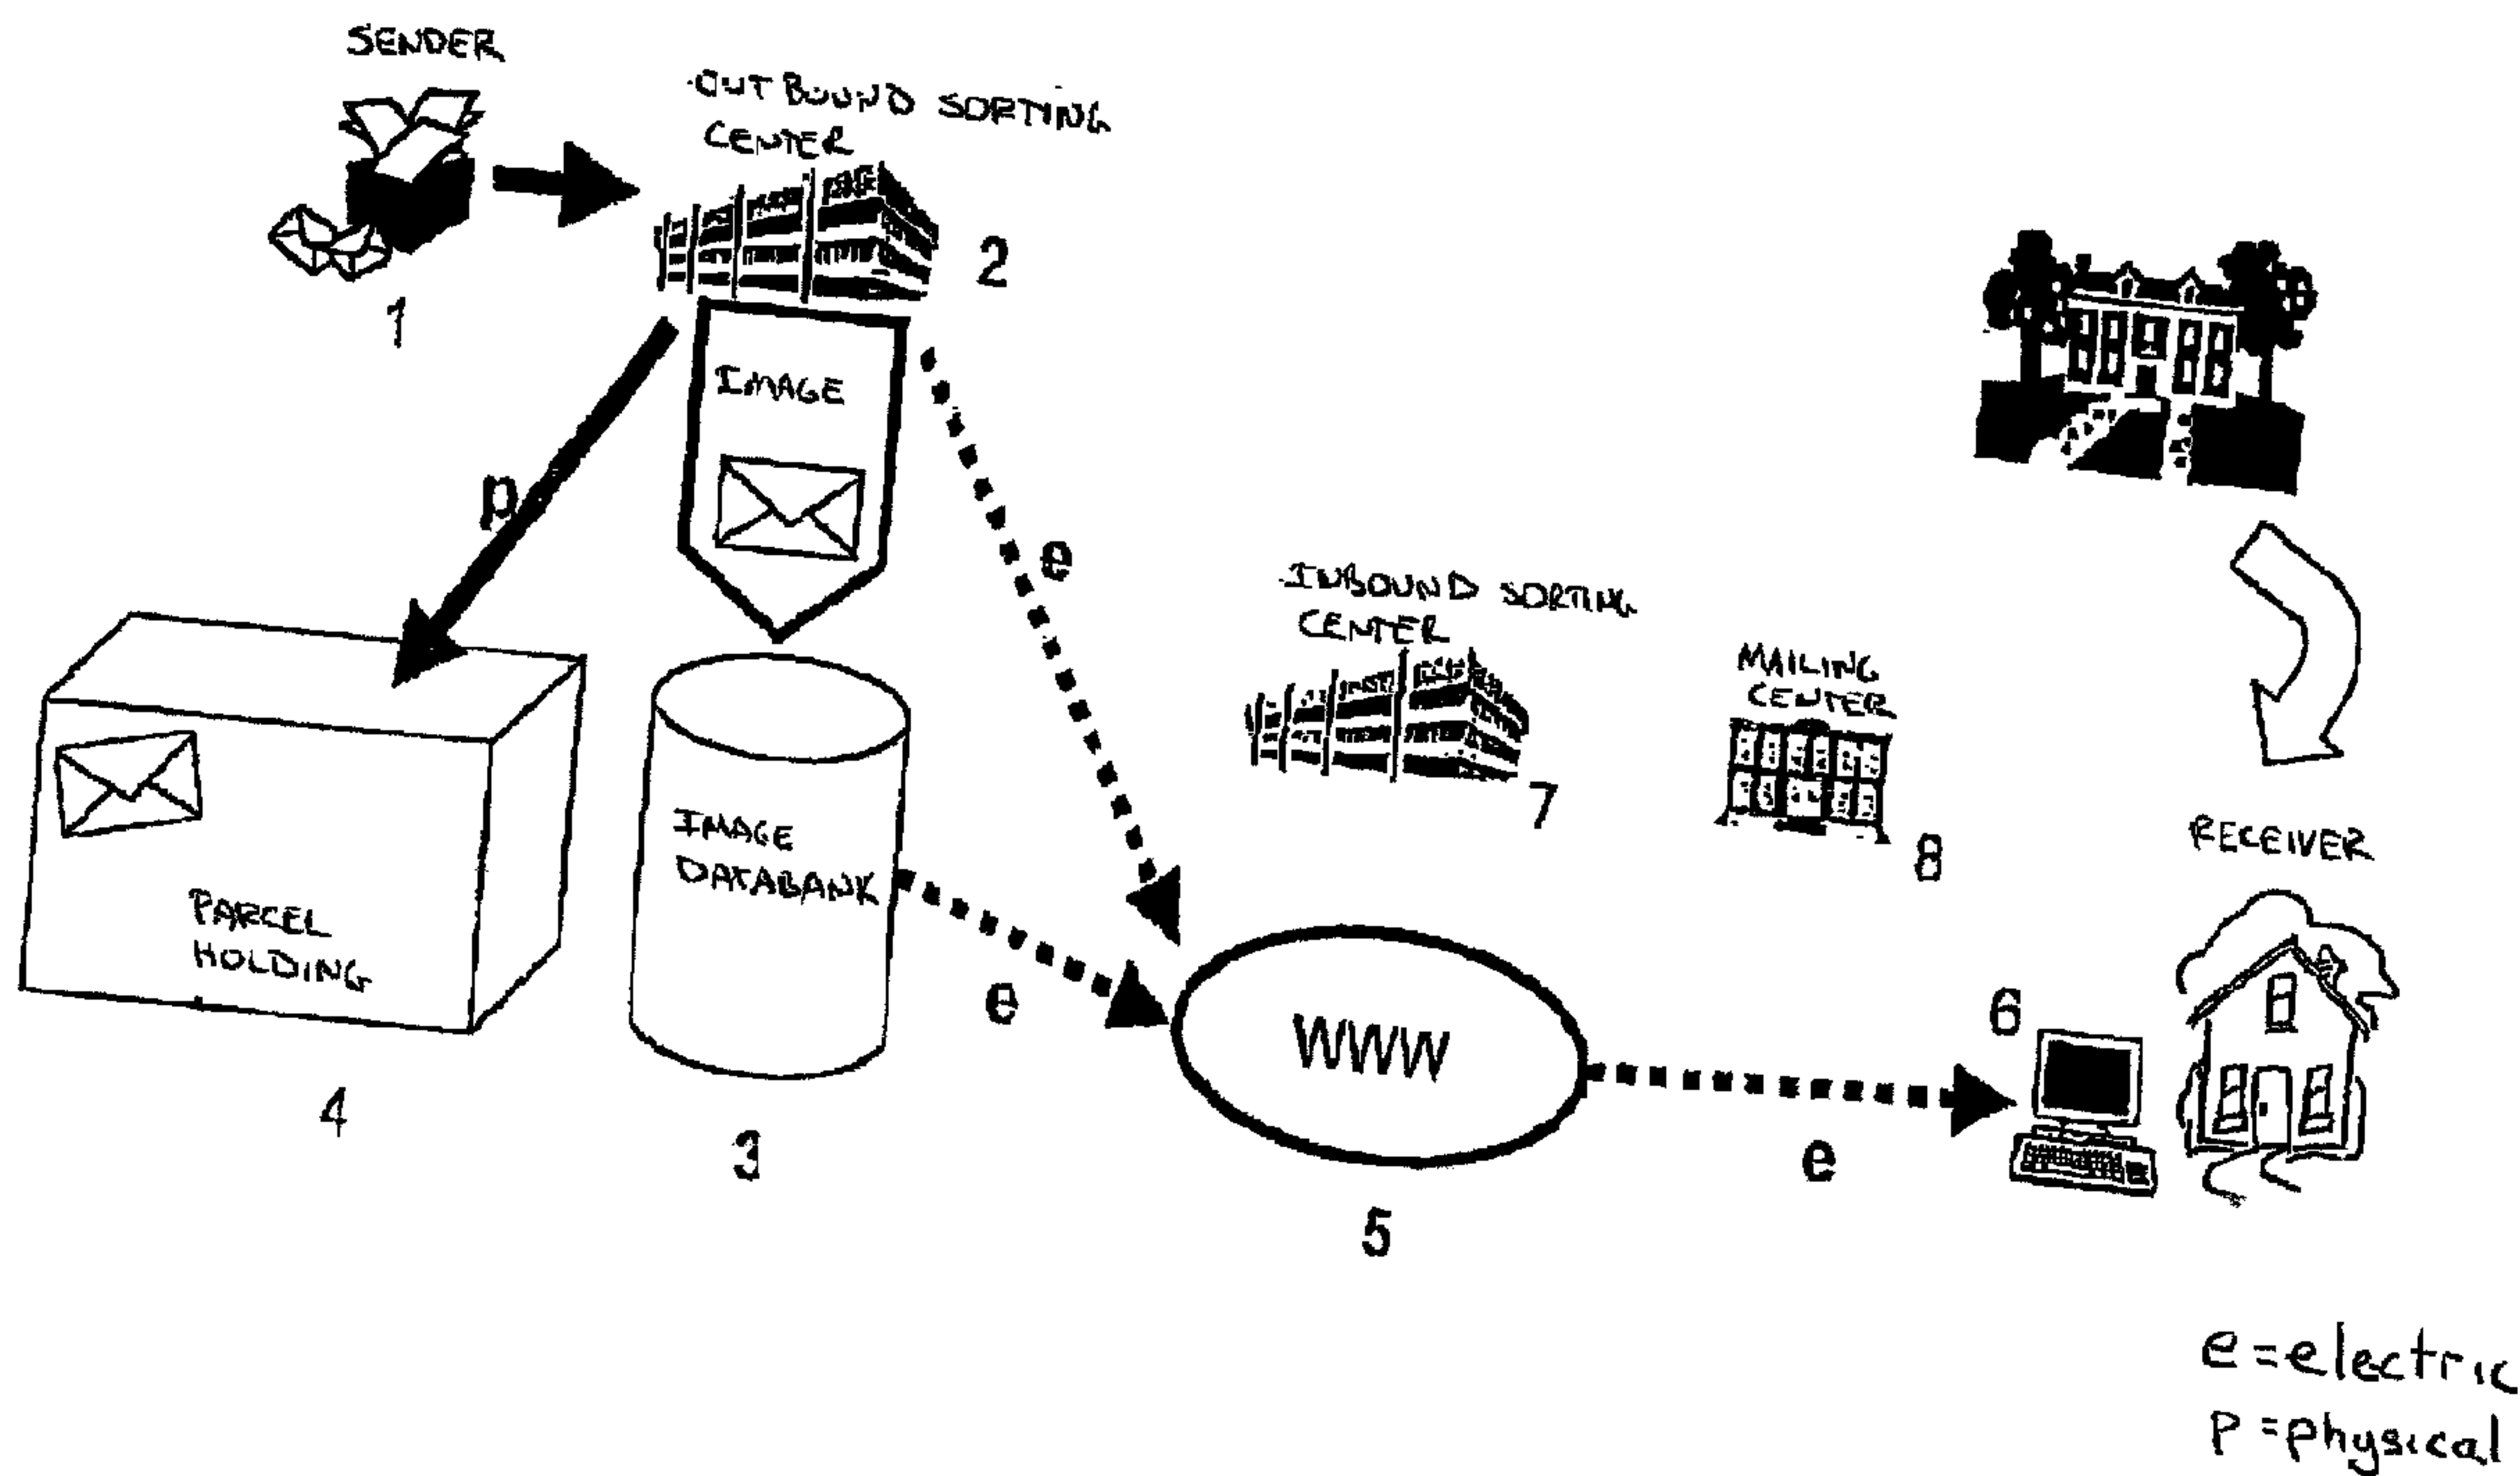 SENDER
OUTBOUND SORTING
CENTER
2
1
IMAGE
p
e
INBOUND SORTING
CENTER
MAILING
CENTER
7
8
RECEIVER
IMAGE
DATABANK
PARCEL
HOLDING
e
WWW
6
4
3
e
5
e=electric
P=physical